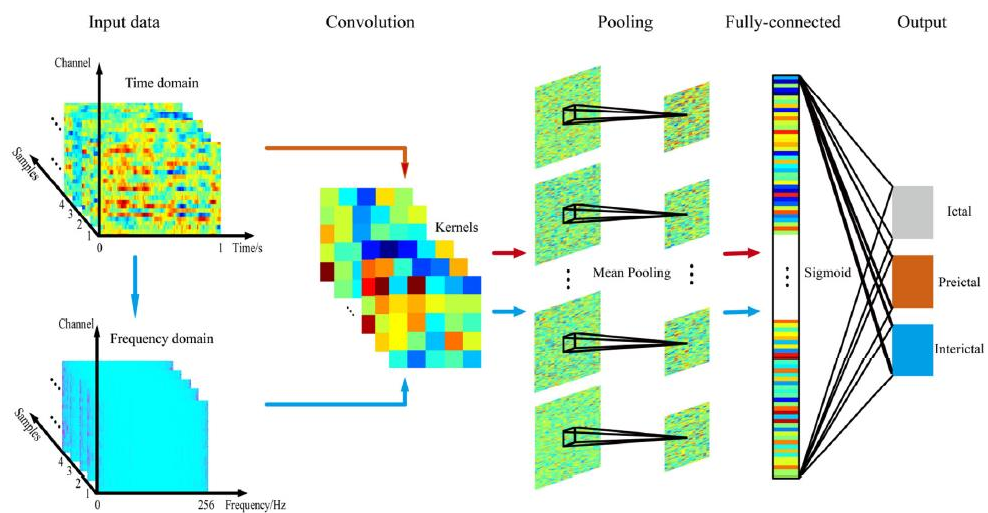 Input data
Convolution
Pooling
Fully-connected
Output
Channel
Time domain
Samples
4
3
2
1
0
1
Time/s
Kernels
Mean Pooling
Sigmoid
Ictal
Preictal
Interictal
Channel
Frequency domain
Samples
4
3
2
1
0
256
Frequency/Hz